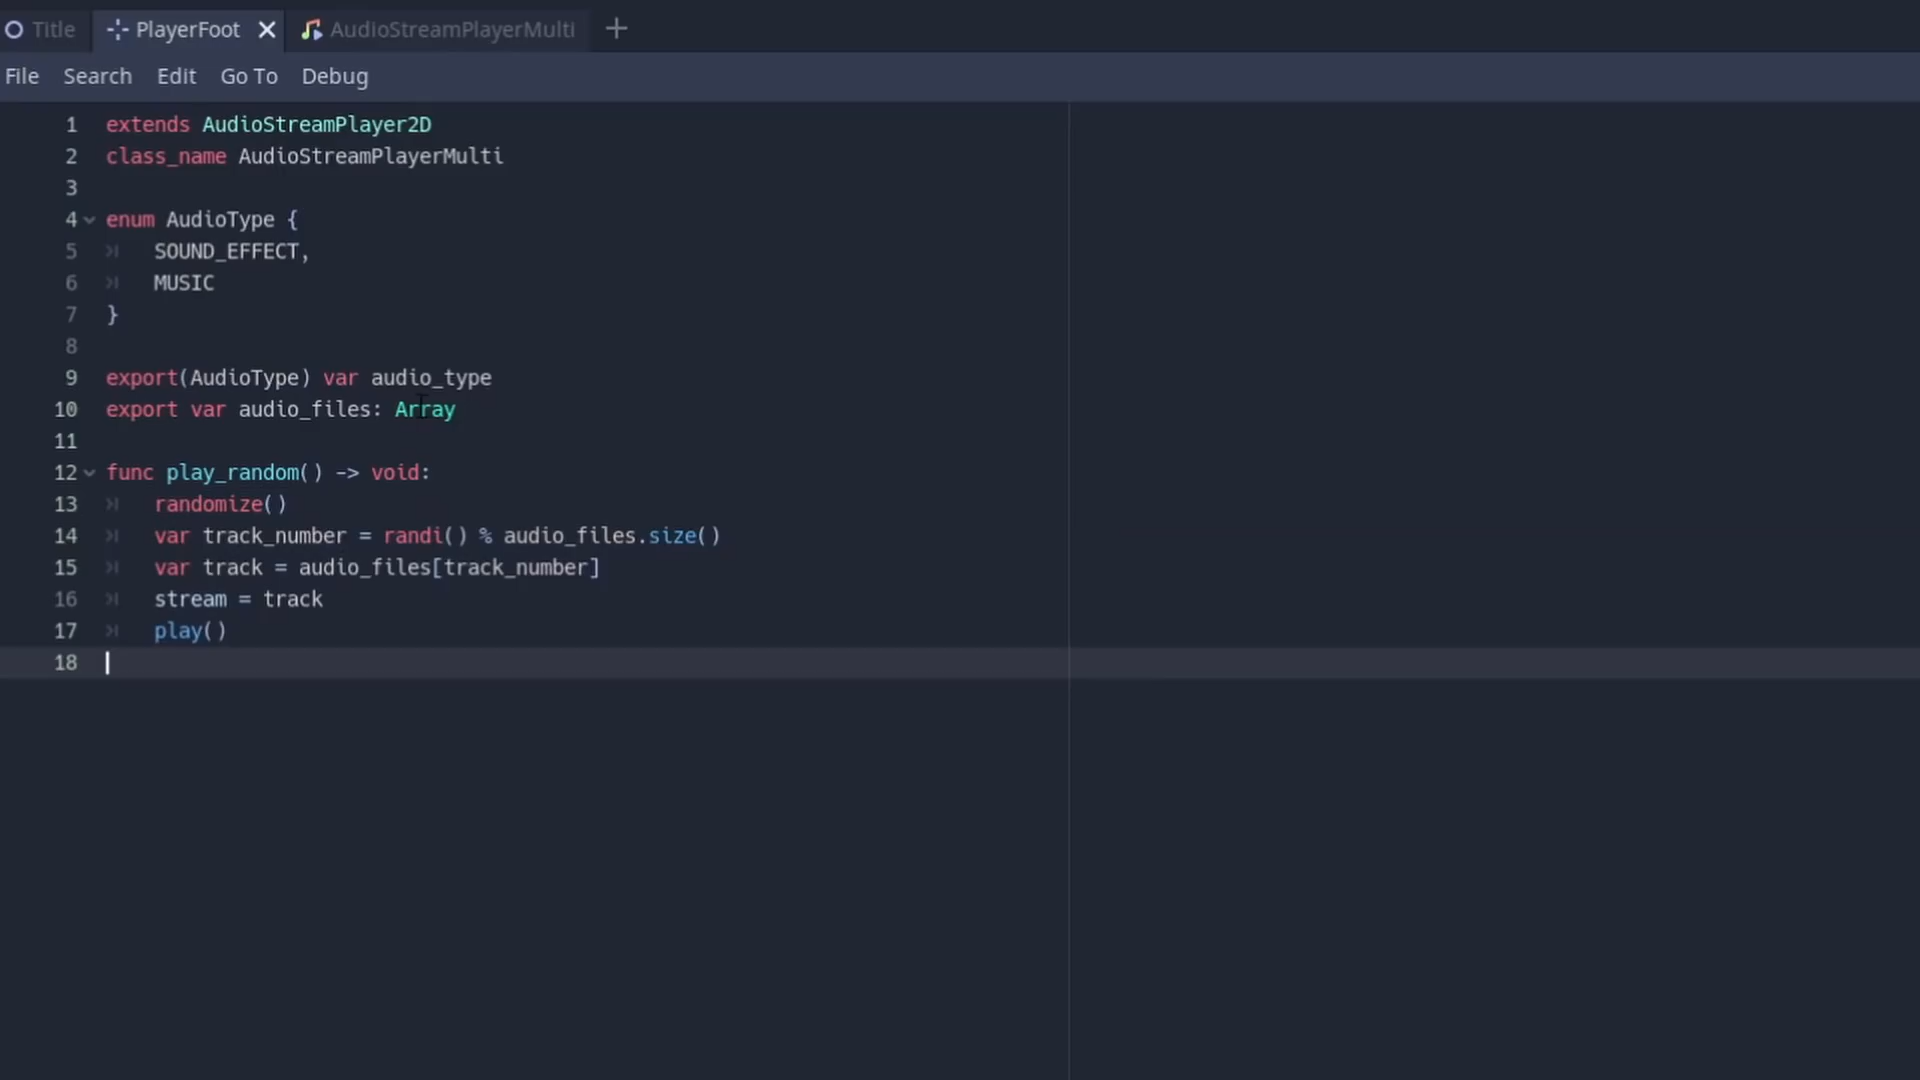 Title PlayerFoot AudioStreamPlayerMulti
File Search Edit Go To Debug
1 extends AudioStreamPlayer2D
2 class_name AudioStreamPlayerMulti
3
4 enum AudioType {
5 SOUND_EFFECT,
6 MUSIC
7 }
8
9 export(AudioType) var audio_type
10 export var audio_files: Array
11
12 func play_random() -> void:
13 randomize()
14 var track_number = randi() % audio_files.size()
15 var track = audio_files[track_number]
16 stream = track
17 play()
18